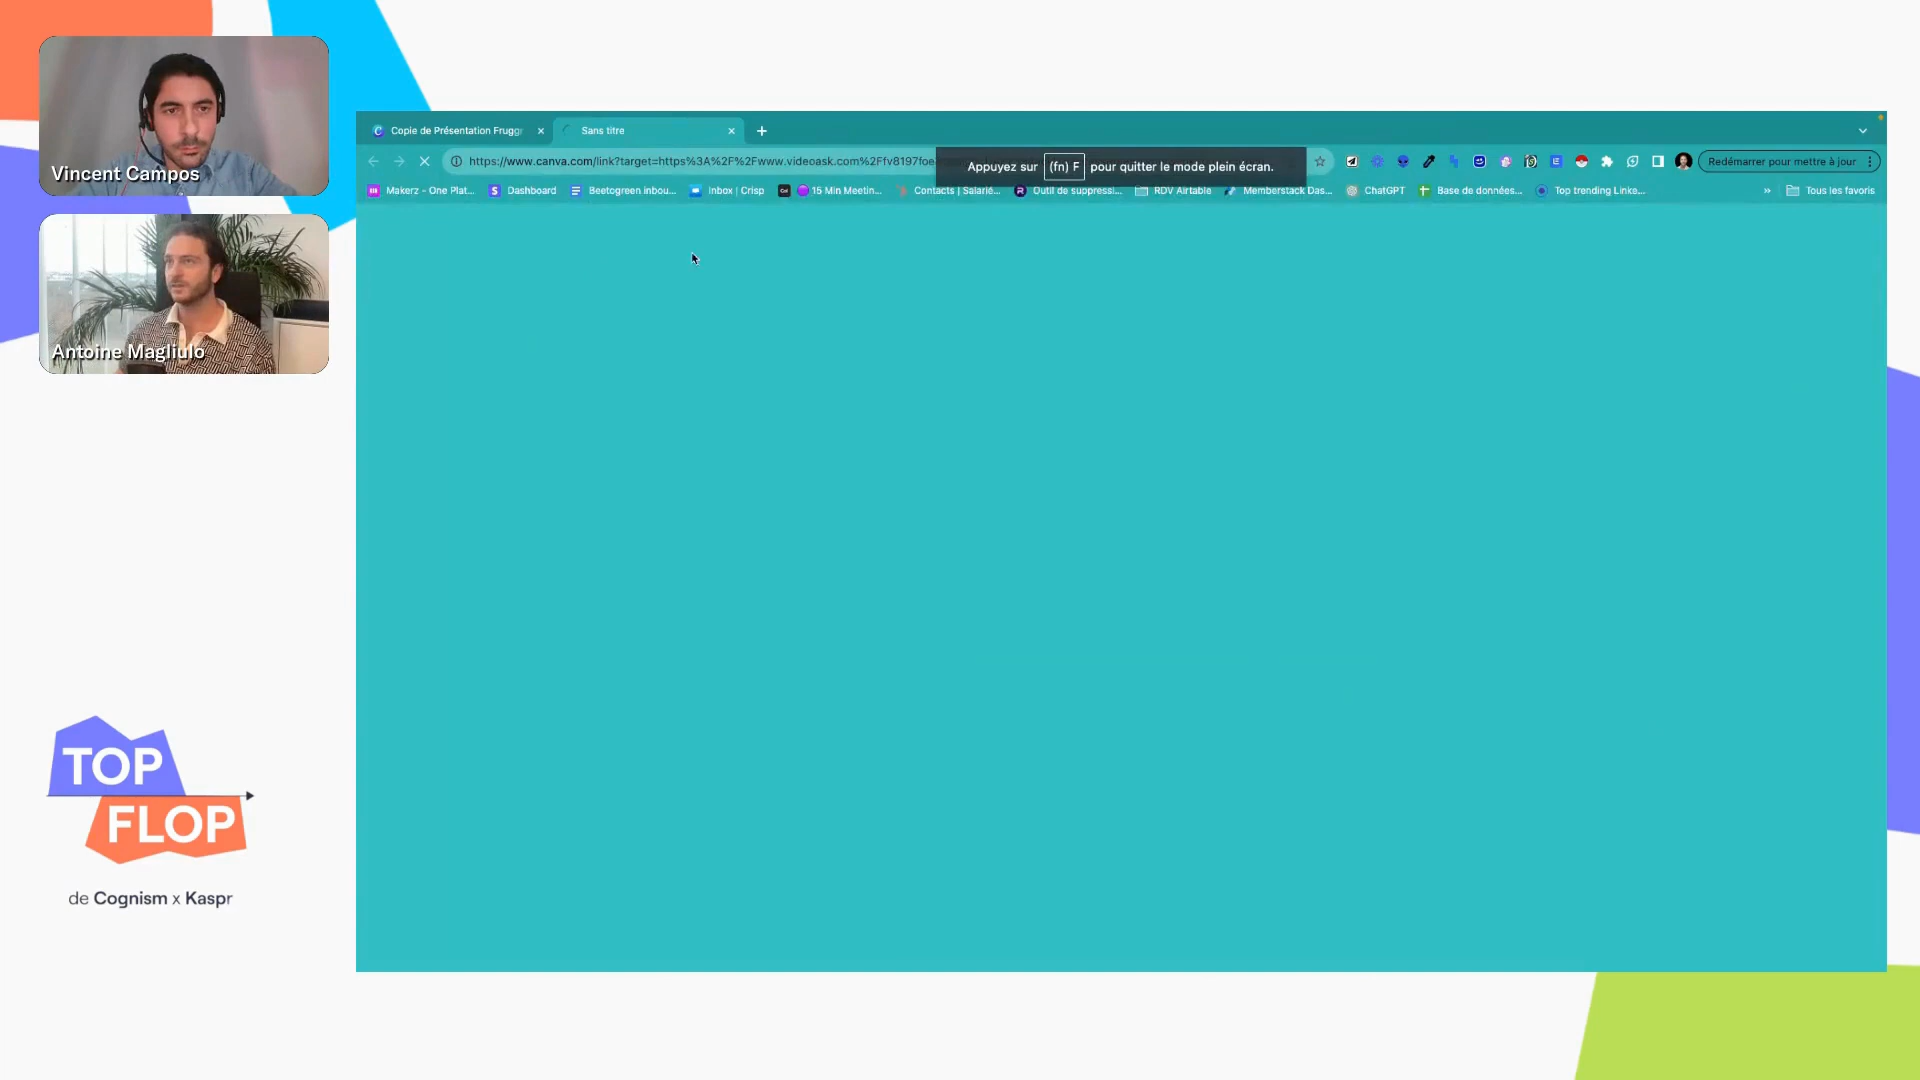 Vincent Campos
Antoine Magliulo
Copie de Présentation Fruggr
Sans titre
https://www.canva.com/link?target=https%3A%2F%2Fwww.videoask.com%2Ffv8197foe
Appuyez sur (fn) F pour quitter le mode plein écran.
Redémarrer pour mettre à jour
Makerz - One Plat... Dashboard Beetogreen inbou... Inbox | Crisp 15 Min Meetin... Contacts | Salarié... Outil de suppressi... RDV Airtable Memberstack Das... ChatGPT Base de données... Top trending Linke... » Tous les favoris
TOP
FLOP
de Cognism x Kaspr